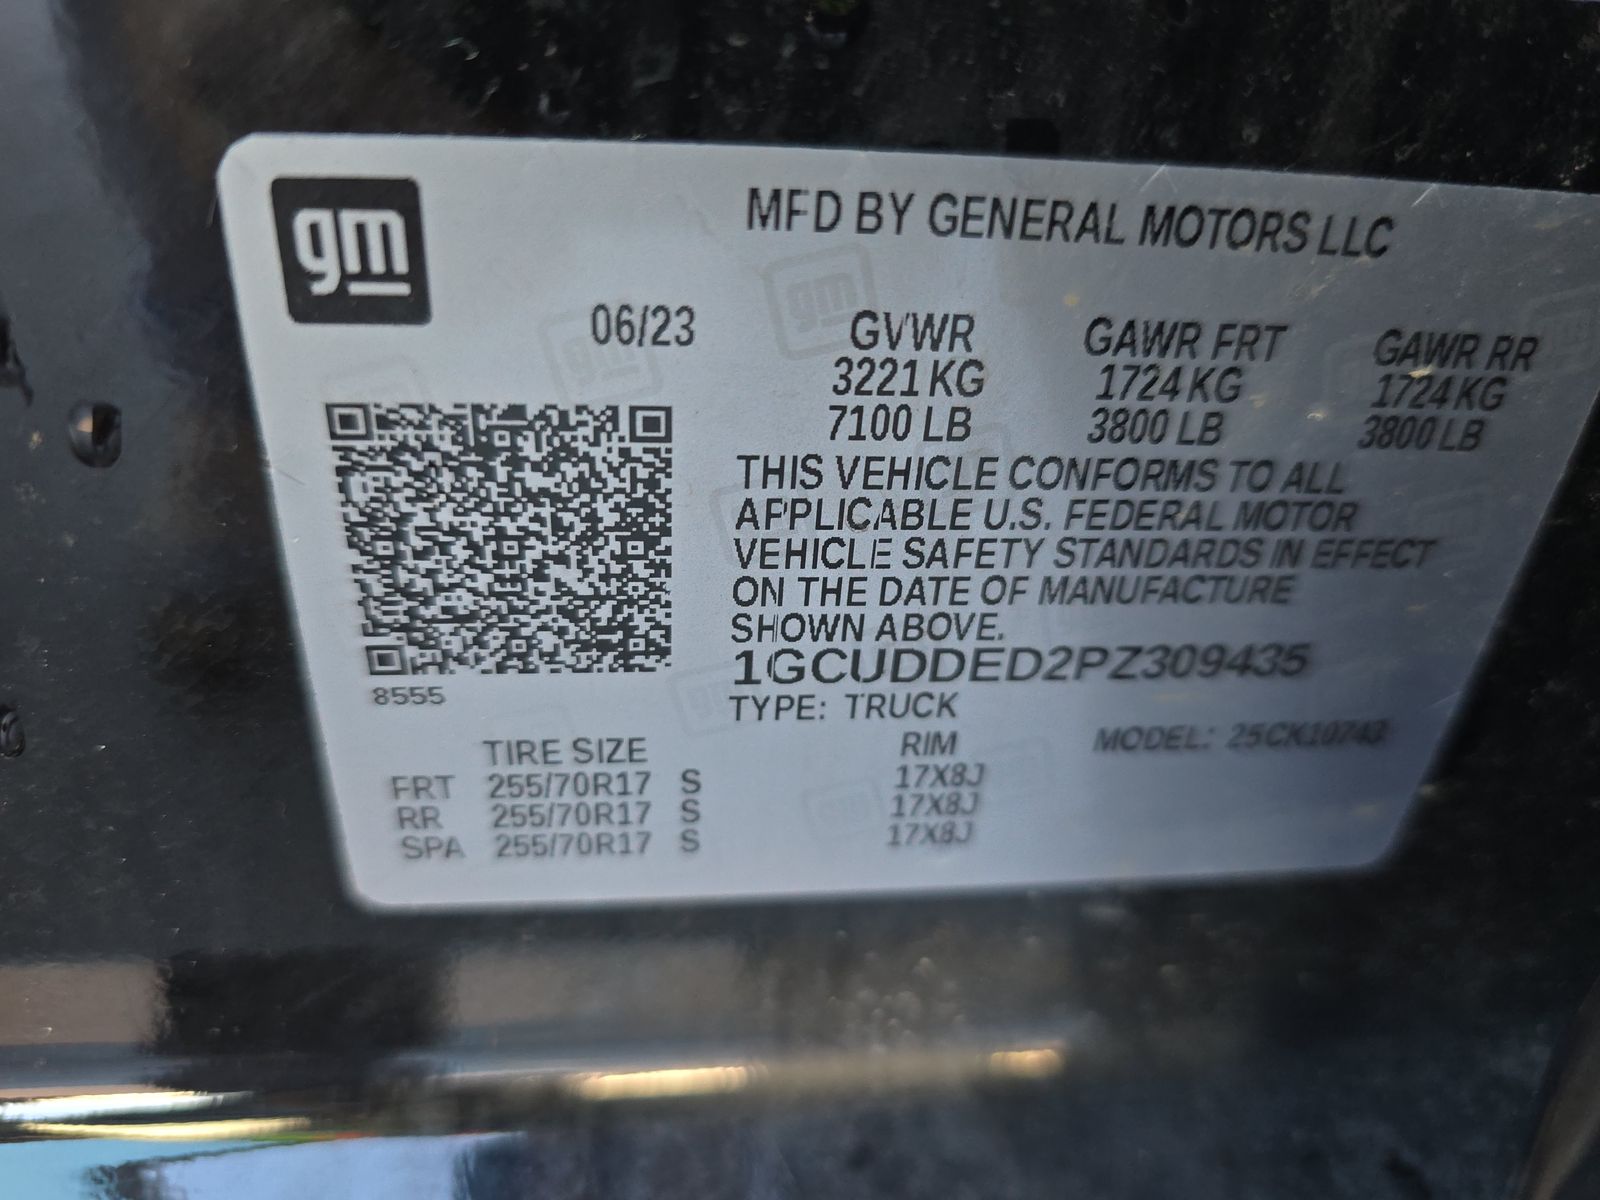 gm
MFD BY GENERAL MOTORS LLC
06/23
GVWR GAWR FRT GAWR RR
3221 KG 1724 KG 1724 KG
7100 LB 3800 LB 3800 LB
THIS VEHICLE CONFORMS TO ALL
APPLICABLE U.S. FEDERAL MOTOR
VEHICLE SAFETY STANDARDS IN EFFECT
ON THE DATE OF MANUFACTURE
SHOWN ABOVE.
1GCUDDED2PZ309435
8555
TYPE: TRUCK
TIRE SIZE RIM MODEL: 25CK10743
FRT 255/70R17 S 17X8J
RR 255/70R17 S 17X8J
SPA 255/70R17 S 17X8J